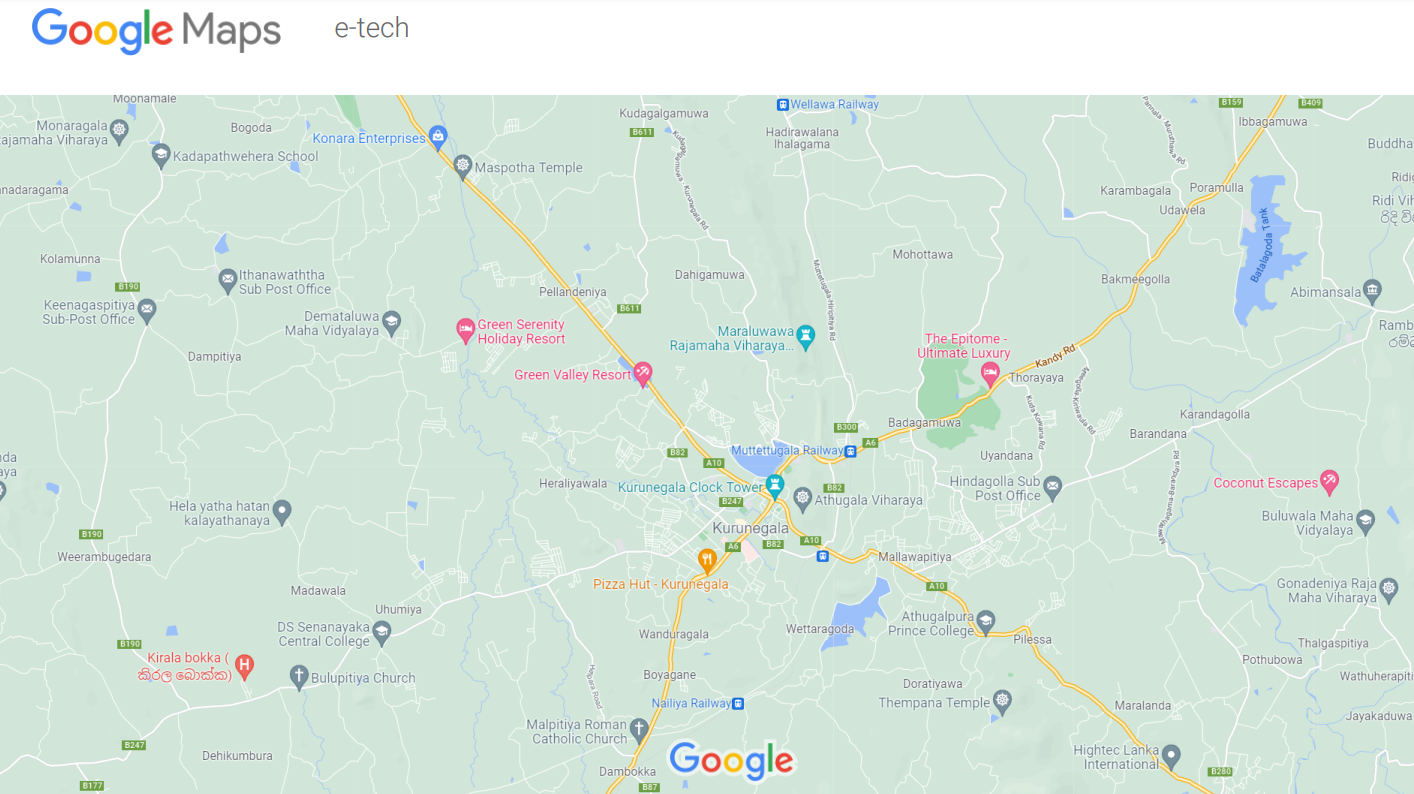 Google Maps
e-tech
Moonamale
Monaragala
Rajamaha Viharaya
Bogoda
Kadapathwehera School
Konara Enterprises
Maspotha Temple
Kudagalgamuwa
B611
Kudagalgamuwa - Kurunegala Rd
Wellawa Railway
Hadirawalana
Ihalagama
B159
B409
Ibbagamuwa
Buddha
Ridig
Ridi Vih
Karambagala
Poramulla
Udawela
Batalagoda Tank
Kolamunna
B190
Ithanawaththa
Sub Post Office
Keenagaspitiya
Sub-Post Office
Demataluwa
Maha Vidyalaya
Pellandeniya
Dahigamuwa
B611
Mohottawa
Bakmeegolla
Abimansala
Green Serenity
Holiday Resort
Maraluwawa
Rajamaha Viharaya...
Dampitiya
Green Valley Resort
The Epitome -
Ultimate Luxury
Kandy Rd
Thorayaya
Karandagolla
Barandana
Badagamuwa
B300
A6
Muttettugala Railway
B82
A10
Uyandana
Heraliyawala
Kurunegala Clock Tower
B247
B82
Athugala Viharaya
Hindagolla Sub
Post Office
Coconut Escapes
Buluwala Maha
Vidyalaya
Hela yatha hatan
kalayathanaya
B190
Weerambugedara
Kurunegala
A6
B82
A10
Mallawapitiya
Pizza Hut - Kurunegala
A10
Gonadeniya Raja
Maha Viharaya
Madawala
Uhumiya
DS Senanayaka
Central College
Wanduragala
Wettaragoda
Athugalpura
Prince College
Pilessa
Thalgaspitiya
Pothubowa
Wathuherapiti
B190
Kirala bokka (
කිරල බොක්ක)
Bulupitiya Church
Boyagane
Doratiyawa
Thempana Temple
Maralanda
Jayakaduwa
Nailiya Railway
Malpitiya Roman
Catholic Church
B247
Dehikumbura
Hightec Lanka
International
B280
Google
Dambokka
B177
B87